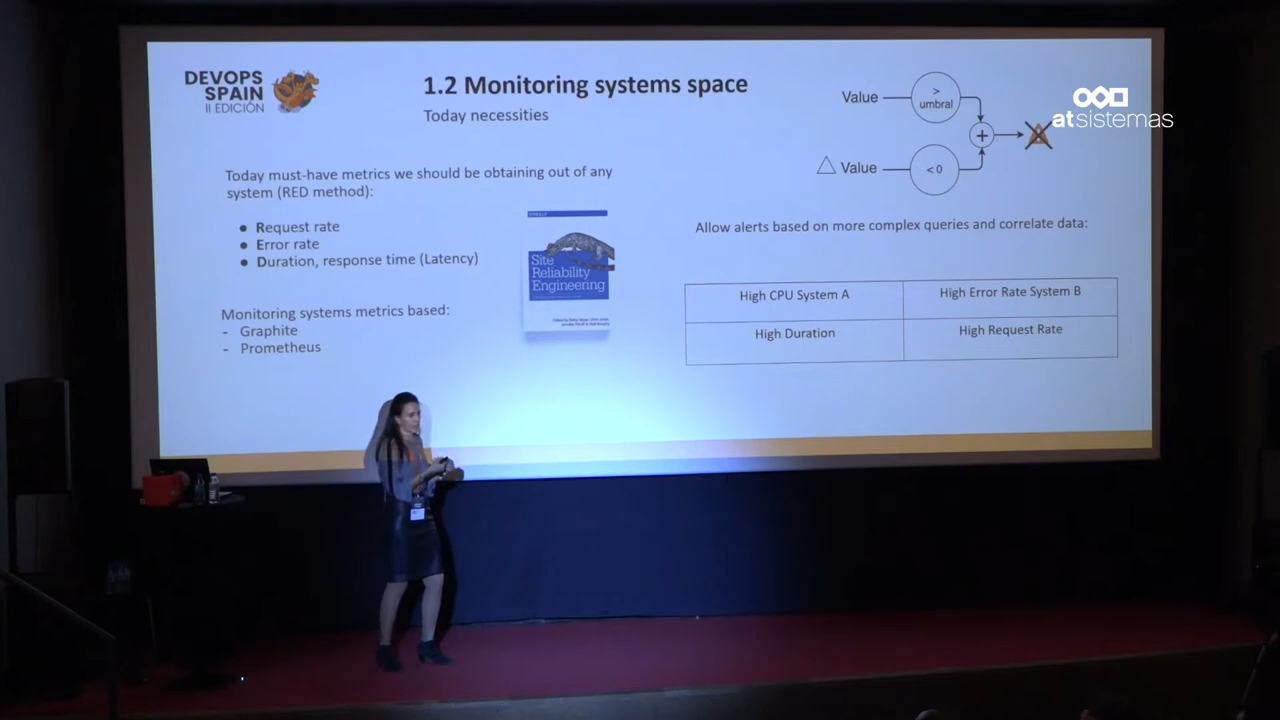 DEVOPS
SPAIN
II EDICIÓN
1.2 Monitoring systems space
Today necessities
Value
>
umbral
+
△ Value
< 0
atsistemas
Today must-have metrics we should be obtaining out of any
system (RED method):
● Request rate
● Error rate
● Duration, response time (Latency)
Monitoring systems metrics based:
- Graphite
- Prometheus
O'REILLY
Site
Reliability
Engineering
Allow alerts based on more complex queries and correlate data:
High CPU System A
High Error Rate System B
High Duration
High Request Rate